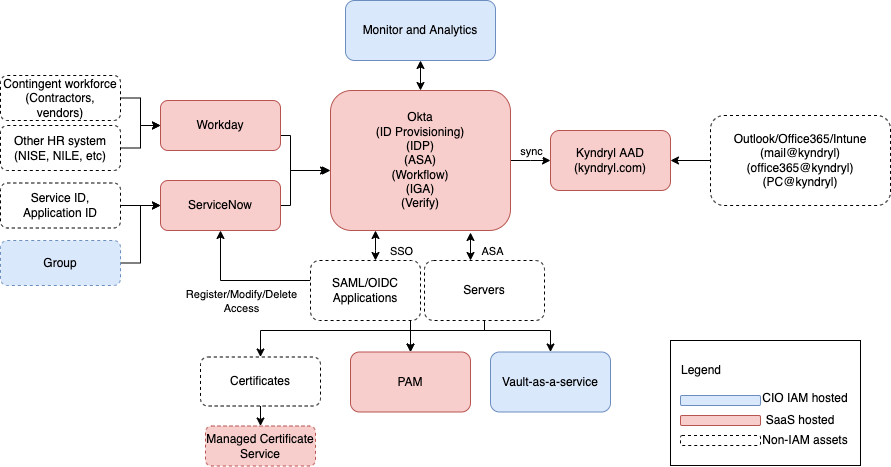 Monitor and Analytics
Contingent workforce
(Contractors,
vendors)
Other HR system
(NISE, NILE, etc)
Workday
Okta
(ID Provisioning)
(IDP)
(ASA)
(Workflow)
(IGA)
(Verify)
sync
Kyndryl AAD
(kyndryl.com)
Outlook/Office365/Intune
(mail@kyndryl)
(office365@kyndryl)
(PC@kyndryl)
Service ID,
Application ID
ServiceNow
Group
SSO
ASA
Register/Modify/Delete
Access
SAML/OIDC
Applications
Servers
Certificates
PAM
Vault-as-a-service
Managed Certificate
Service
Legend
CIO IAM hosted
SaaS hosted
Non-IAM assets